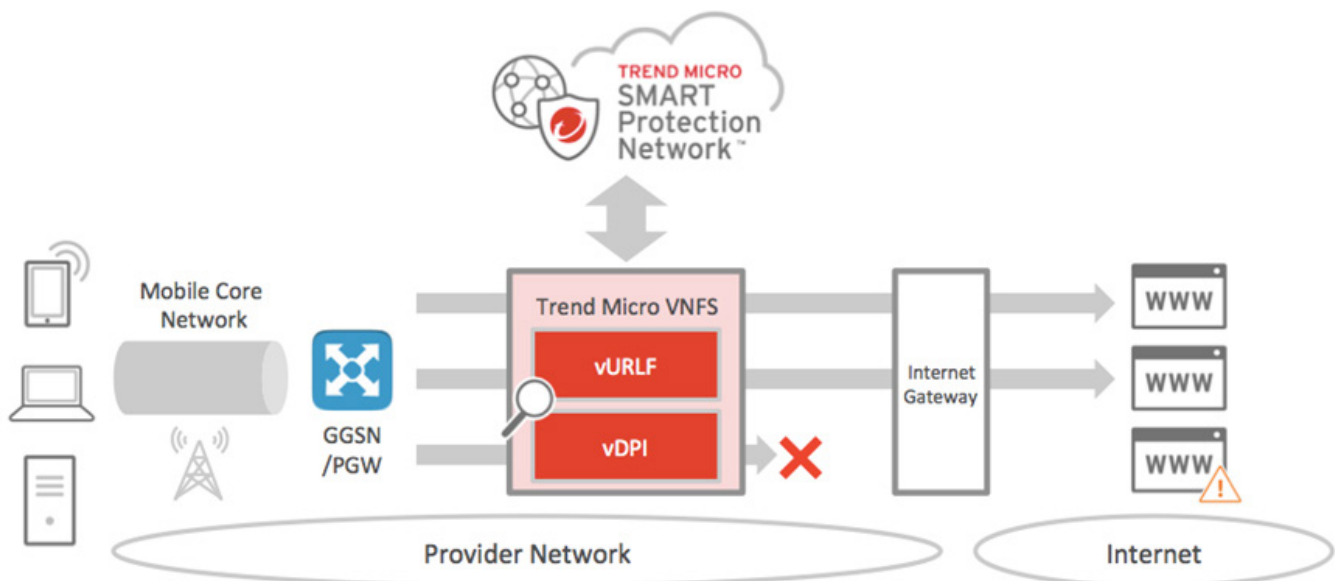 TREND MICRO
SMART
Protection
Network™
Mobile Core
Network
GGSN
/PGW
Trend Micro VNFS
vURLF
vDPI
Internet
Gateway
WWW
WWW
WWW
!
Provider Network
Internet